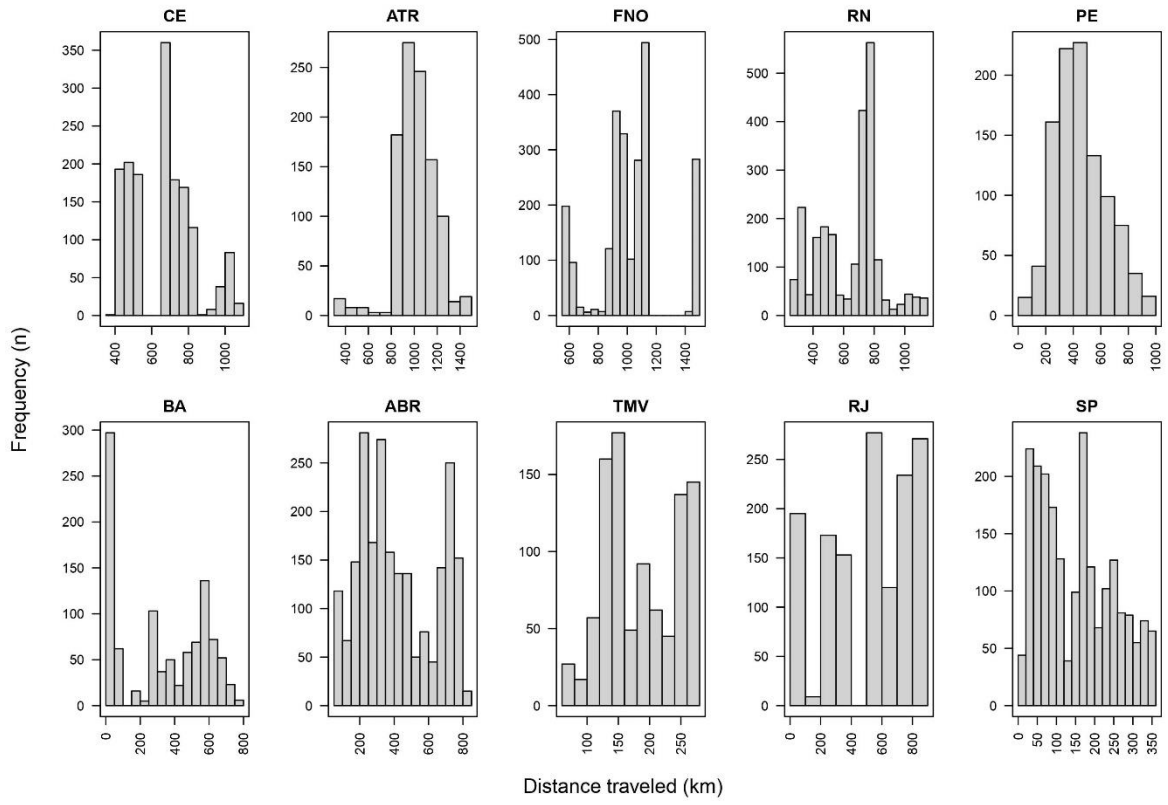 CE ATR FNO RN PE
350 300 250 200 150 100 50 0
400 600 800 1000
250 200 150 100 50 0
400 600 800 1000 1200 1400
500 400 300 200 100 0
600 800 1000 1200 1400
500 400 300 200 100 0
400 600 800 1000
200 150 100 50 0
0 200 400 600 800 1000
Frequency (n)
BA ABR TMV RJ SP
300 250 200 150 100 50 0
0 200 400 600 800
250 200 150 100 50 0
200 400 600 800
150 100 50 0
100 150 200 250
250 200 150 100 50 0
0 200 400 600 800
200 150 100 50 0
0 50 100 150 200 250 300 350
Distance traveled (km)